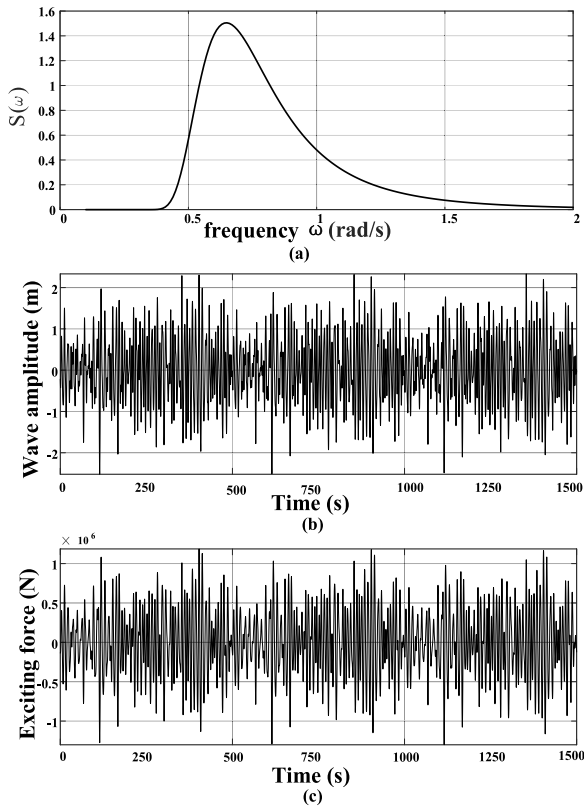 1.6
1.4
1.2
1
0.8
0.6
0.4
0.2
0
S(ω)
0 0.5 1 1.5 2
frequency ω (rad/s)
(a)
2
1
0
-1
-2
Wave amplitude (m)
0 250 500 750 1000 1250 1500
Time (s)
(b)
× 10⁶
1
0.5
0
-0.5
-1
Exciting force (N)
0 250 500 750 1000 1250 1500
Time (s)
(c)